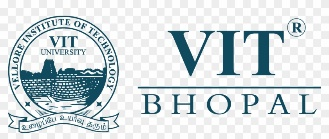 VELLORE INSTITUTE OF TECHNOLOGY
VIT
UNIVERSITY
VIT®
BHOPAL